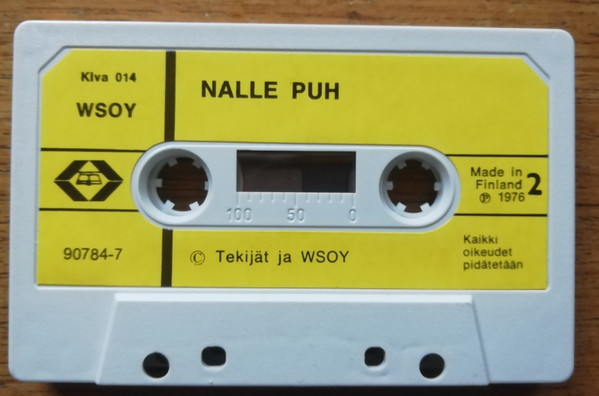 Kiva 014
WSOY
NALLE PUH
100 50 0
Made in
Finland
℗ 1976
2
90784-7
© Tekijät ja WSOY
Kaikki
oikeudet
pidätetään